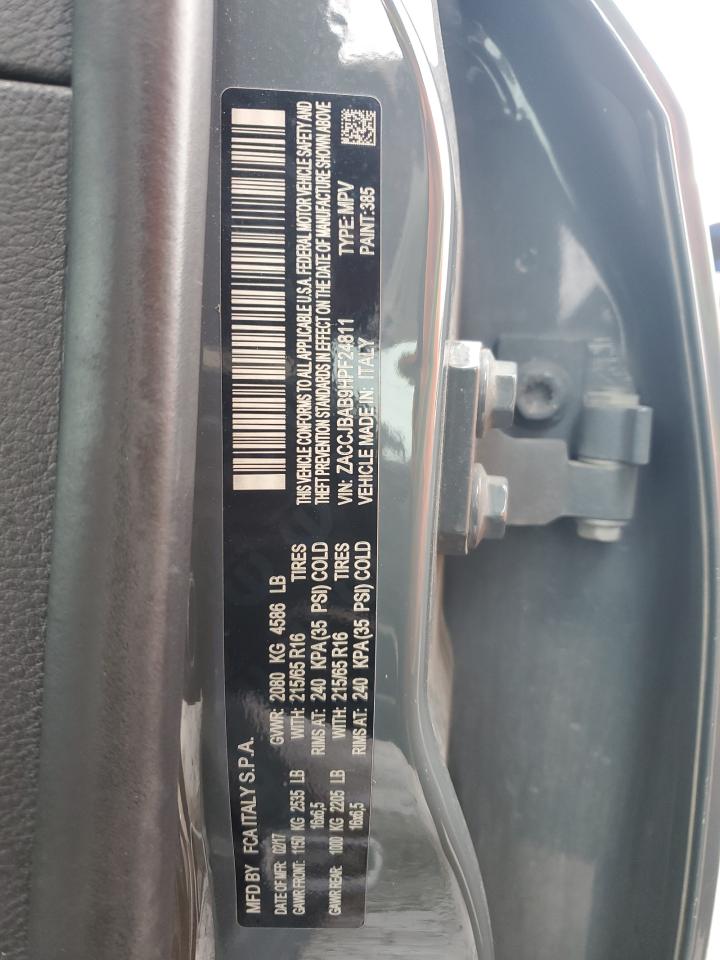 MFD BY FCA ITALY S.P.A.
DATE OF MFR: 02/17 GVWR: 2080 KG 4586 LB
GAWR FRONT: 1150 KG 2535 LB WITH: 215/65 R16 TIRES
16x6,5 RIMS AT: 240 KPA (35 PSI) COLD
GAWR REAR: 1000 KG 2205 LB WITH: 215/65 R16 TIRES
16x6,5 RIMS AT: 240 KPA (35 PSI) COLD
THIS VEHICLE CONFORMS TO ALL APPLICABLE U.S.A. FEDERAL MOTOR VEHICLE SAFETY AND
THEFT PREVENTION STANDARDS IN EFFECT ON THE DATE OF MANUFACTURE SHOWN ABOVE
VIN: ZACCJBAB9HPF24811 TYPE: MPV
VEHICLE MADE IN: ITALY PAINT: 385